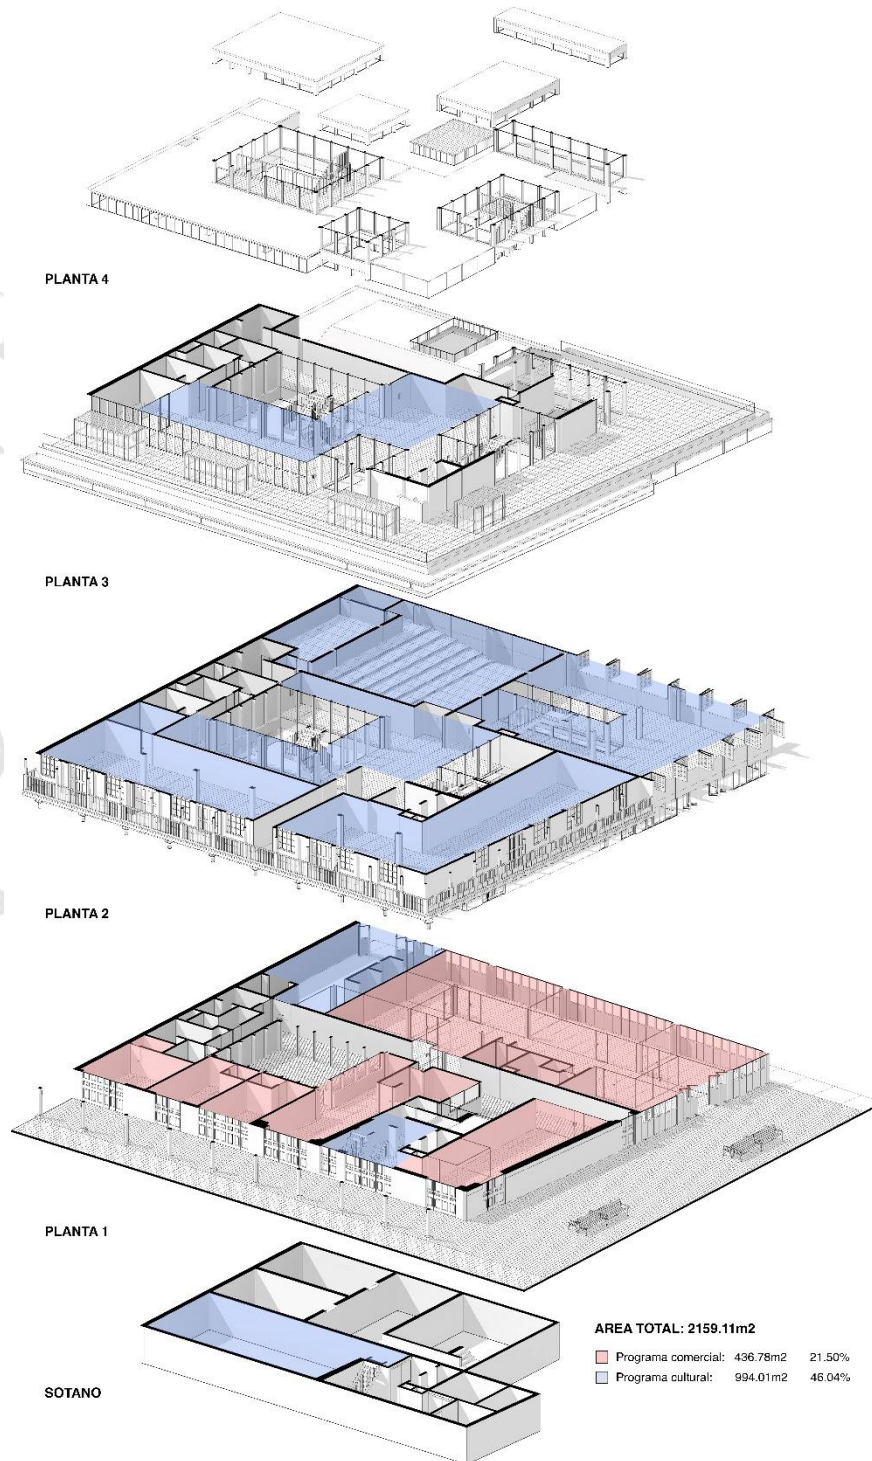 PLANTA 4
PLANTA 3
PLANTA 2
PLANTA 1
SOTANO
AREA TOTAL: 2159.11m2
Programa comercial: 436.78m2 21.50%
Programa cultural: 994.01m2 46.04%